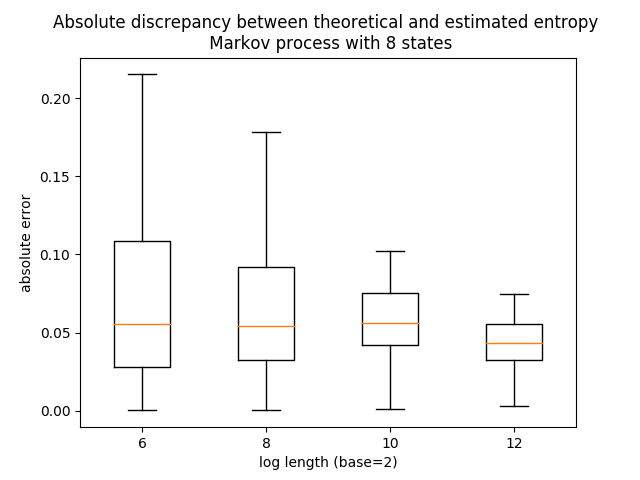 Absolute discrepancy between theoretical and estimated entropy
Markov process with 8 states
0.20
0.15
0.10
0.05
0.00
absolute error
6 8 10 12
log length (base=2)